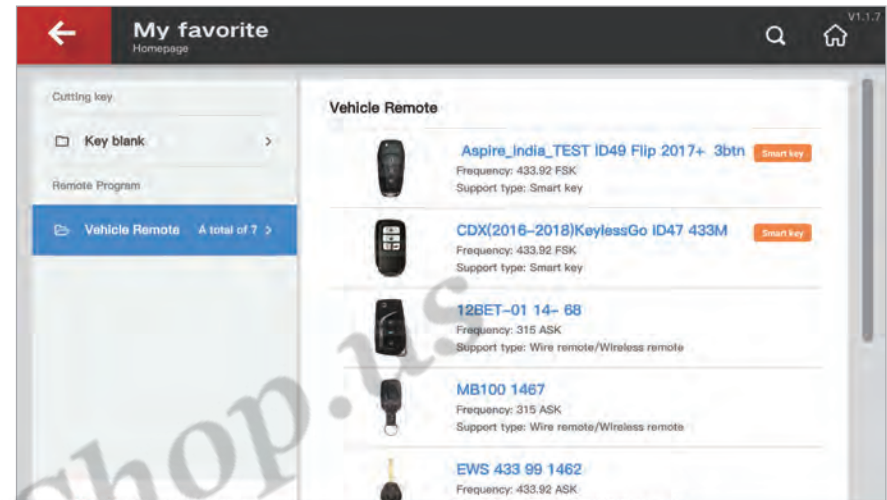 My favorite
Homepage
V1.1.7
Cutting key
Key blank
Remote Program
Vehicle Remote A total of 7
Vehicle Remote
Aspire_india_TEST ID49 Flip 2017+ 3btn Smart key
Frequency: 433.92 FSK
Support type: Smart key
CDX(2016-2018)KeylessGo ID47 433M Smart key
Frequency: 433.92 FSK
Support type: Smart key
12BET-01 14- 68
Frequency: 315 ASK
Support type: Wire remote/Wireless remote
MB100 1467
Frequency: 315 ASK
Support type: Wire remote/Wireless remote
EWS 433 99 1462
Frequency: 433.92 ASK
shop.us